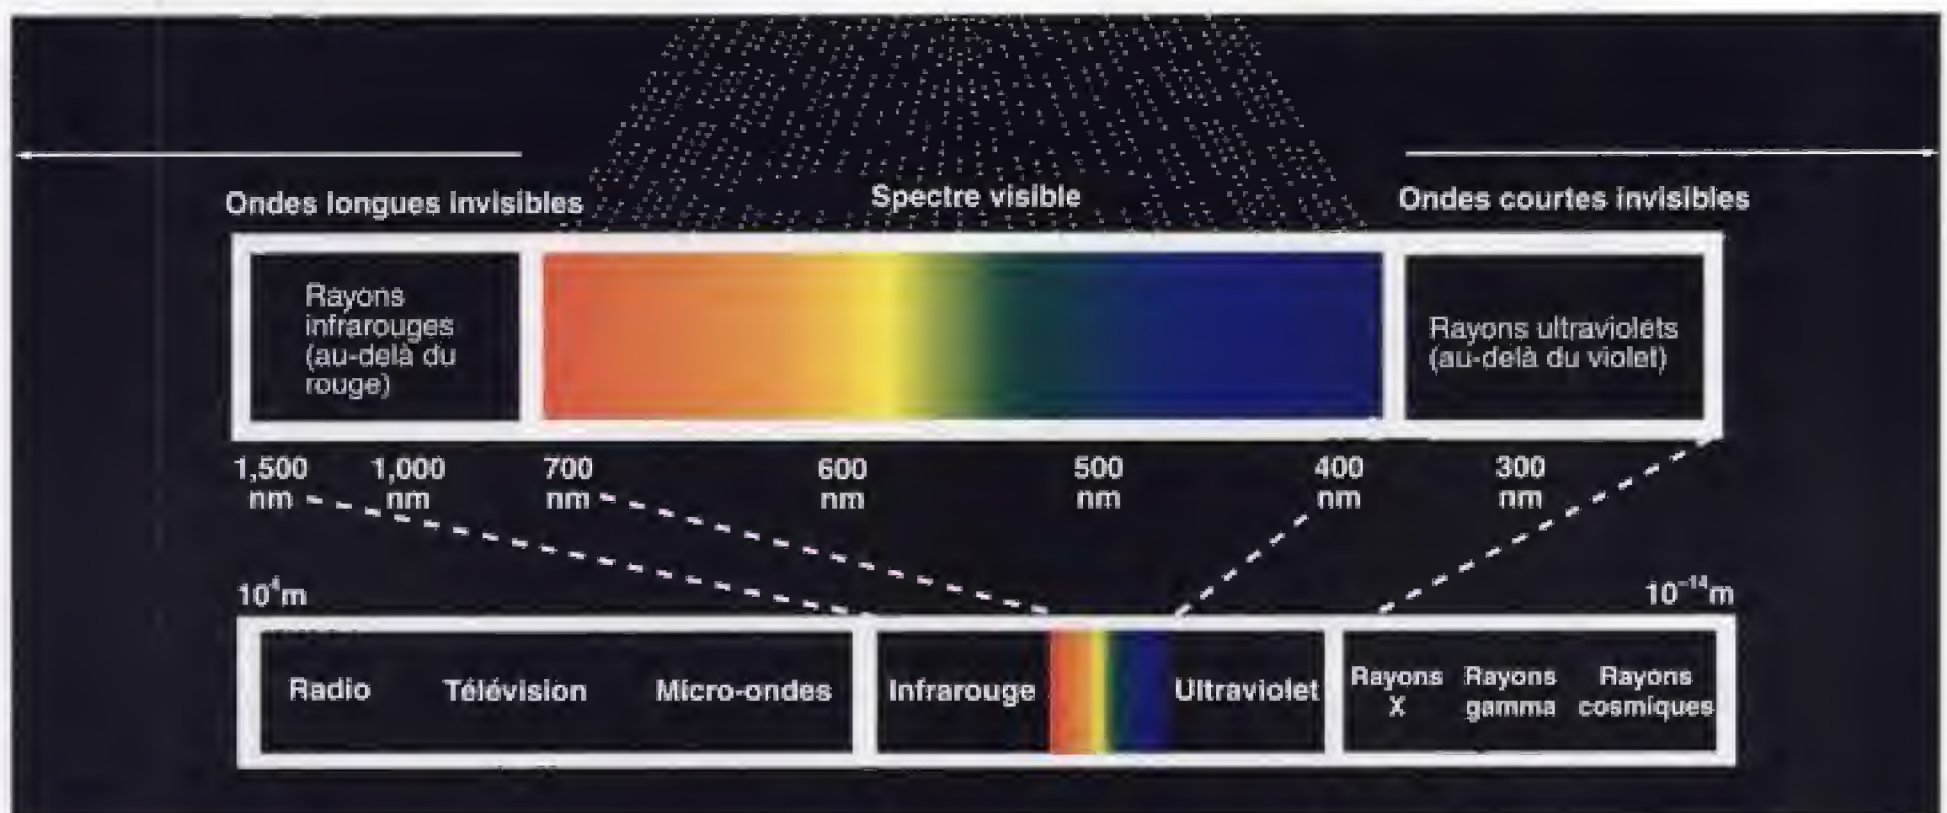 Ondes longues invisibles
Spectre visible
Ondes courtes invisibles
Rayons
infrarouges
(au-delà du
rouge)
Rayons ultraviolets
(au-delà du violet)
1,500 1,000 700 600 500 400 300
nm nm nm nm nm nm nm
10⁴m
10⁻¹⁴m
Radio Télévision Micro-ondes Infrarouge Ultraviolet
Rayons Rayons Rayons
X gamma cosmiques